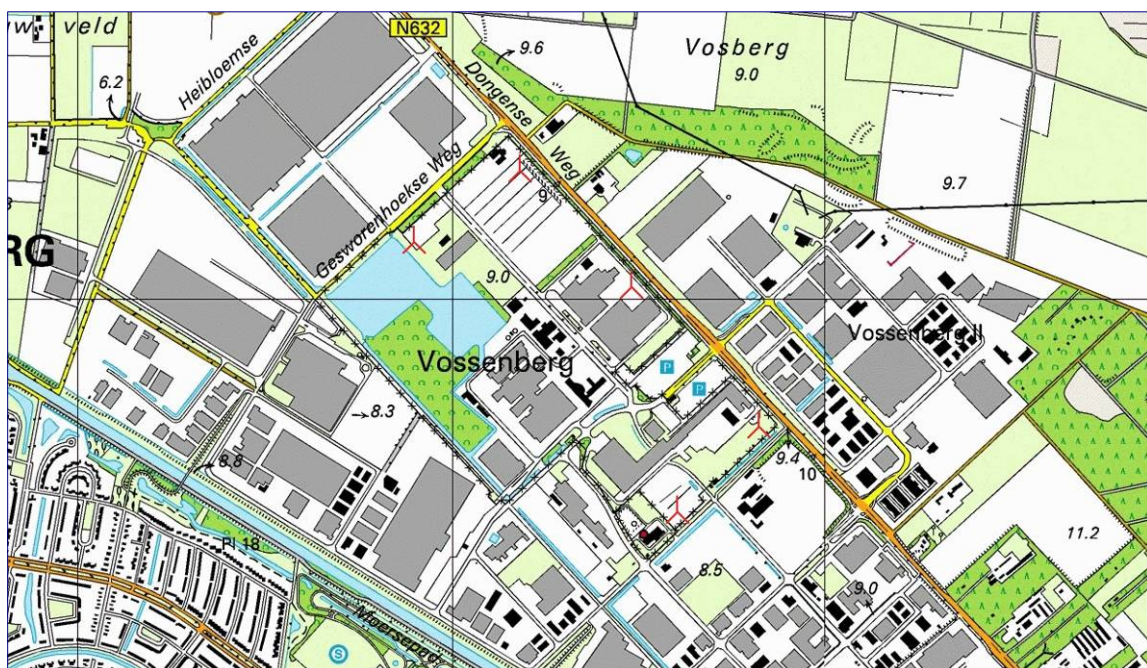 w veld
N632
9.6
Vosberg
9.0
6.2
Heibloemse
Dongense Weg
Gesworenhoekse Weg
9
9.7
RG
9.0
Vossenberg
Vossenberg II
P
P
8.3
8.8
9.4
10
11.2
Pl 18
8.5
9.0
S